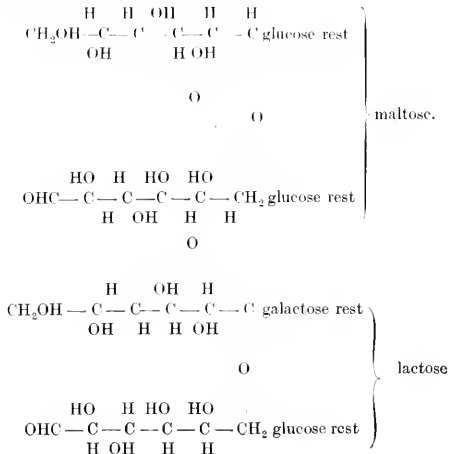 H H OH H H
CH₂OH—C—C C—C —C glucose rest
OH H OH
O
O
maltose.
HO H HO HO
OHC—C—C—C—C—CH₂ glucose rest
H OH H H
O
H OH H
CH₂OH—C—C—C—C—C galactose rest
OH H H OH
O
lactose
HO H HO HO
OHC—C—C—C—C—CH₂ glucose rest
H OH H H